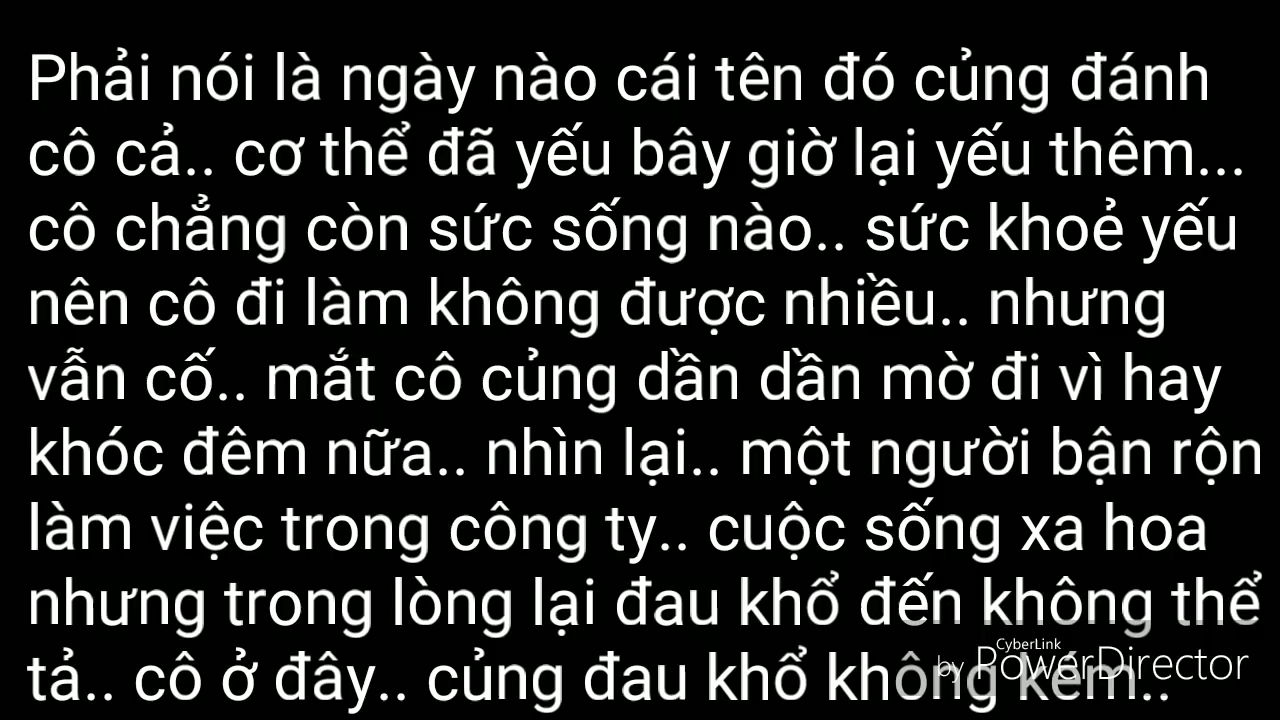 Phải nói là ngày nào cái tên đó củng đánh
cô cả.. cơ thể đã yếu bây giờ lại yếu thêm...
cô chẳng còn sức sống nào.. sức khoẻ yếu
nên cô đi làm không được nhiều.. nhưng
vẫn cố.. mắt cô củng dần dần mờ đi vì hay
khóc đêm nữa.. nhìn lại.. một người bận rộn
làm việc trong công ty.. cuộc sống xa hoa
nhưng trong lòng lại đau khổ đến không thể
tả.. cô ở đây.. củng đau khổ không kém..
CyberLink
by PowerDirector